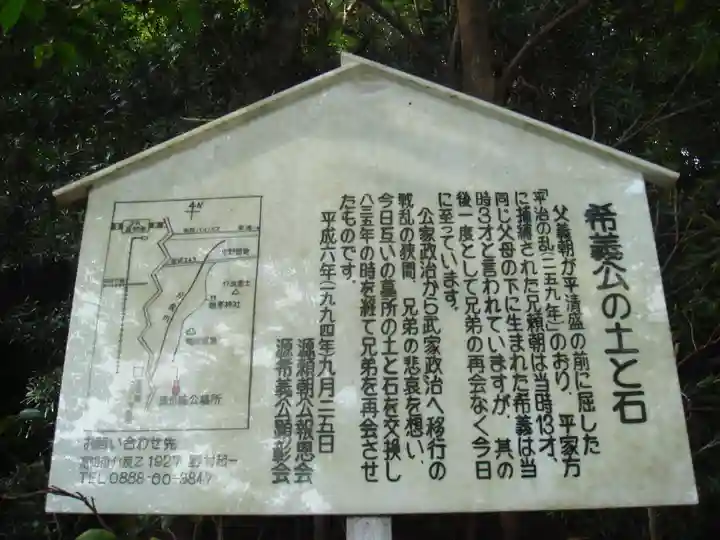 希義公の土と石
父義朝が平清盛の前に屈した
「平治の乱(一一五九年)」のおり、平家方
に捕捕された兄頼朝は当時13才、
同じ父母の下に生まれた希義は当
時3才と言われていますが、其の
後一度として兄弟の再会なく今日
に至っています。
公家政治から武家政治へ移行の
戦乱の狭間、兄弟の悲哀を想い、
今日互いの墓所の土と石を交換し
八三五年の時を経て兄弟を再会させ
たものです。
平成六年(一九九四年)九月二五日
源頼朝公報恩会
源希義公顕彰会
N
お問い合わせ先
TEL 0888-60-8847